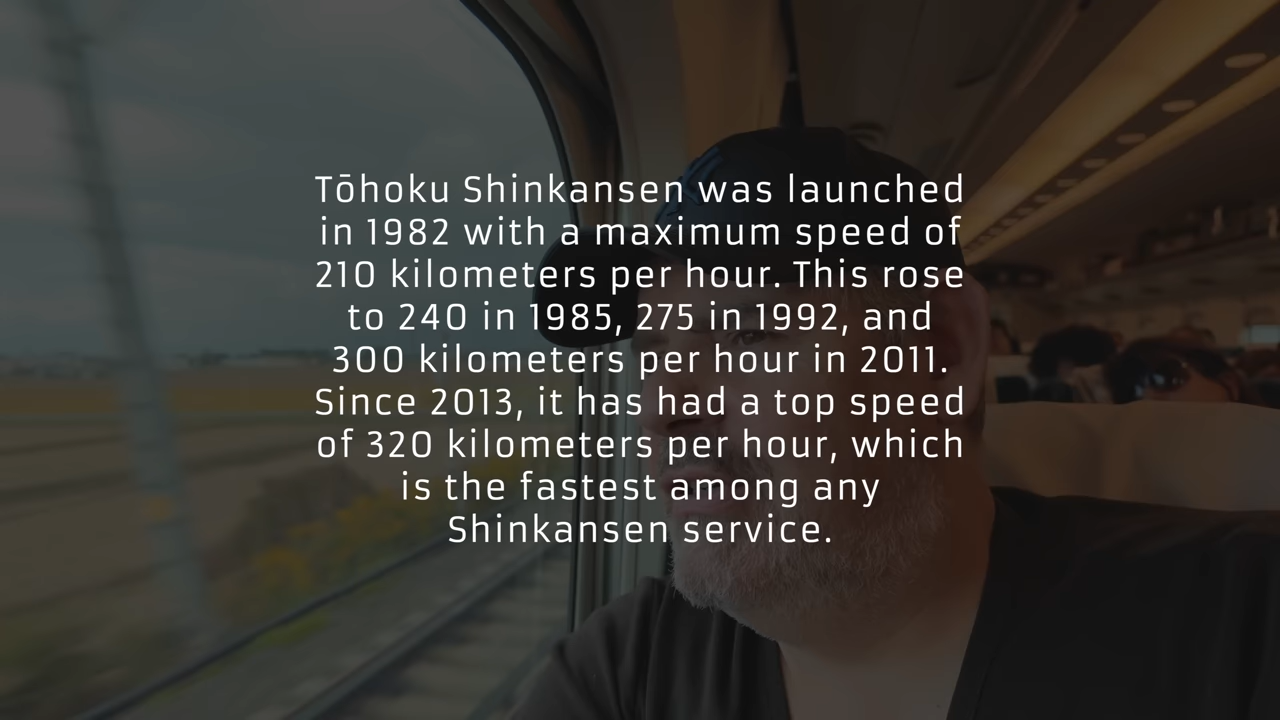 Tōhoku Shinkansen was launched
in 1982 with a maximum speed of
210 kilometers per hour. This rose
to 240 in 1985, 275 in 1992, and
300 kilometers per hour in 2011.
Since 2013, it has had a top speed
of 320 kilometers per hour, which
is the fastest among any
Shinkansen service.